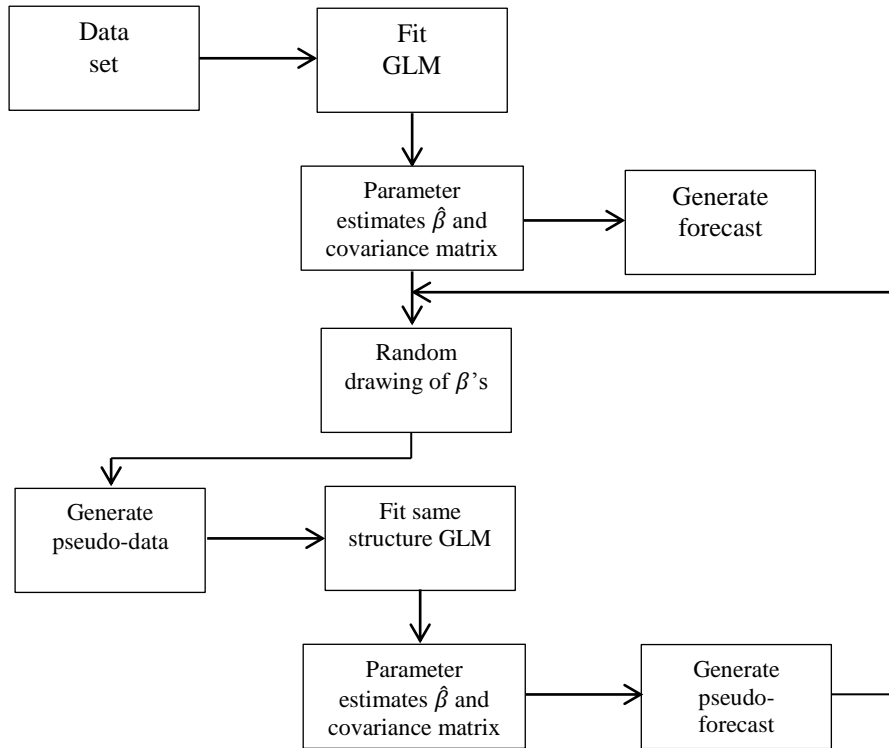 Data
set
Fit
GLM
Parameter
estimates β̂ and
covariance matrix
Generate
forecast
Random
drawing of β’s
Generate
pseudo-data
Fit same
structure GLM
Parameter
estimates β̂ and
covariance matrix
Generate
pseudo-
forecast